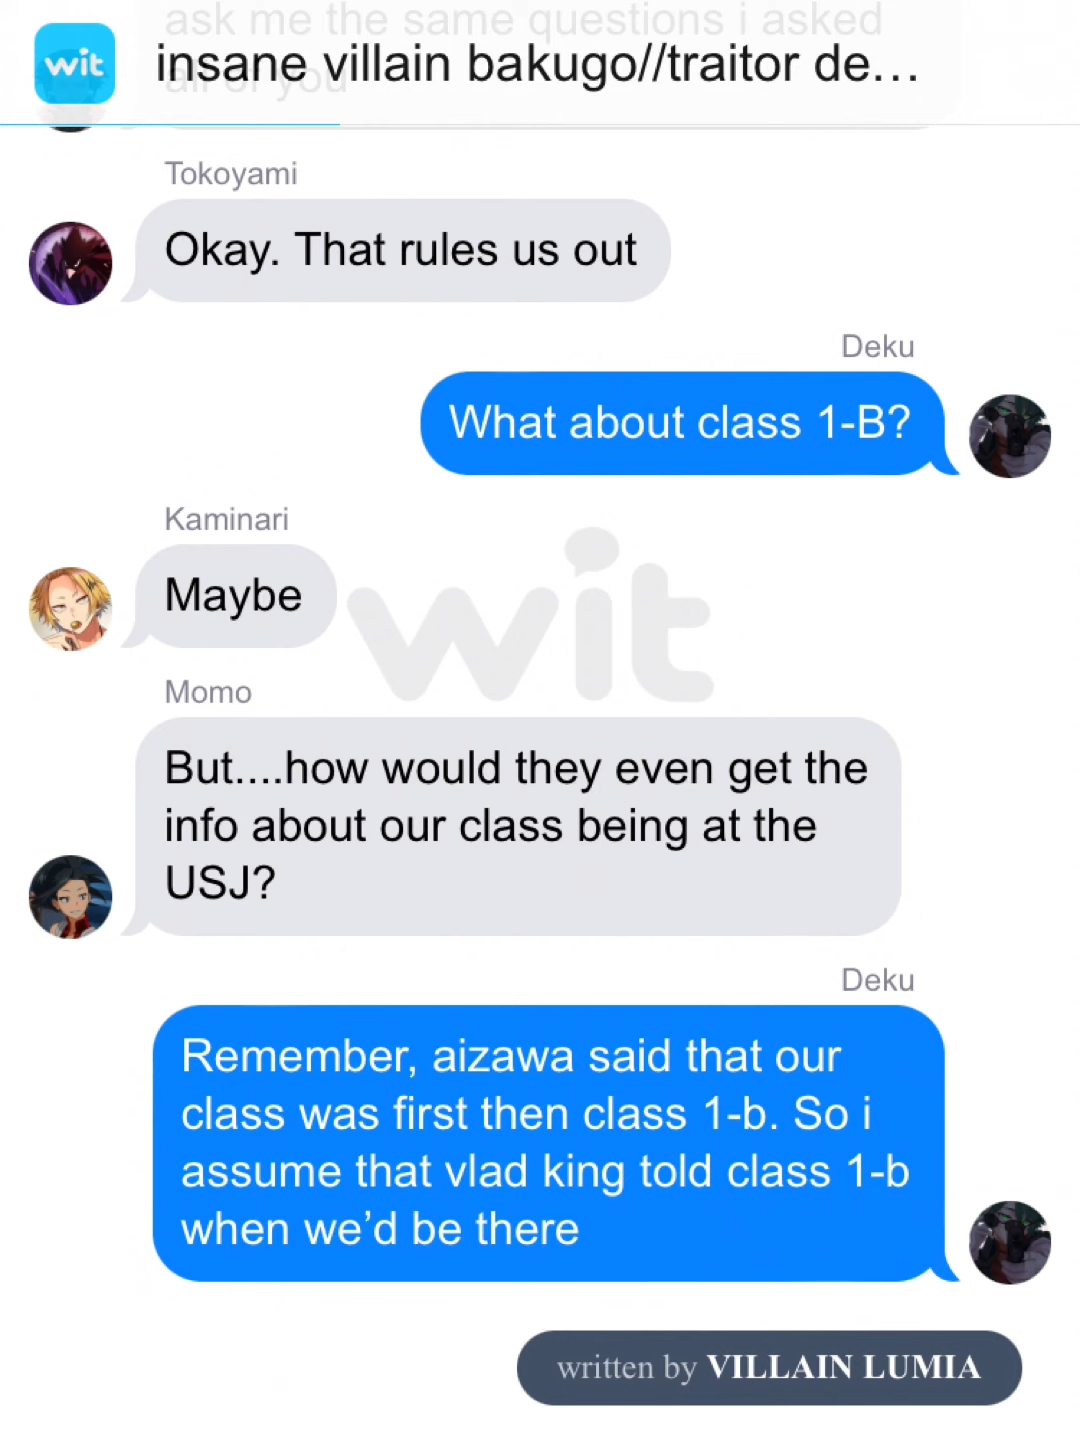 ask me the same questions i asked
all of you
wit
insane villain bakugo//traitor de...
Tokoyami
Okay. That rules us out
Deku
What about class 1-B?
Kaminari
Maybe
wit
Momo
But....how would they even get the
info about our class being at the
USJ?
Deku
Remember, aizawa said that our
class was first then class 1-b. So i
assume that vlad king told class 1-b
when we’d be there
written by VILLAIN LUMIA